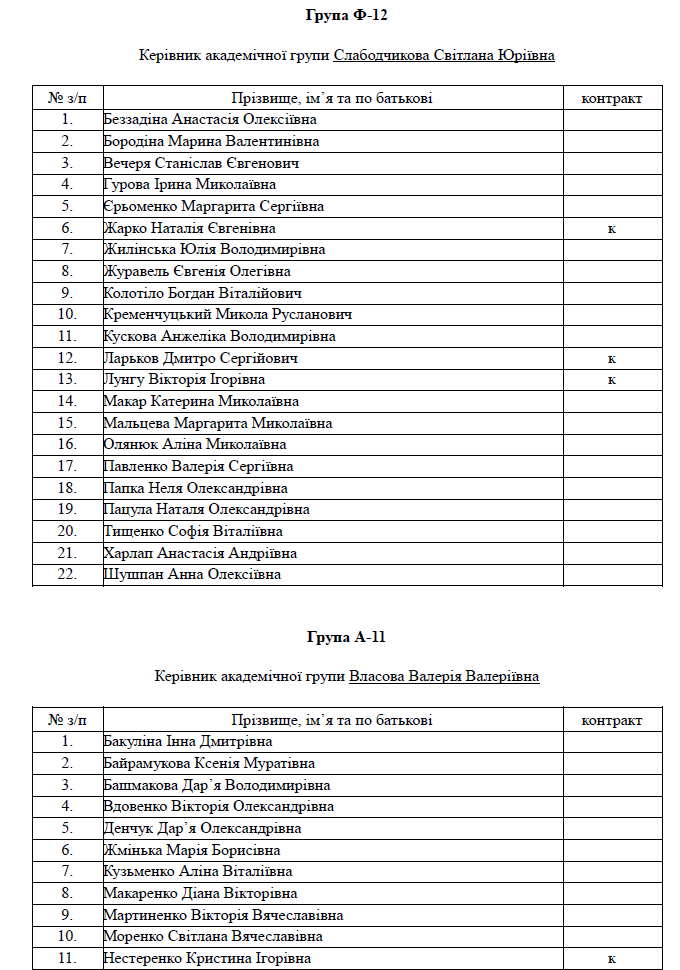 Група Ф-12
Керівник академічної групи Слабодчикова Світлана Юріївна
№ з/п Прізвище, ім’я та по батькові контракт
1. Беззадіна Анастасія Олексіївна
2. Бородіна Марина Валентинівна
3. Вечеря Станіслав Євгенович
4. Гурова Ірина Миколаївна
5. Єрьоменко Маргарита Сергіївна
6. Жарко Наталія Євгенівна к
7. Жилінська Юлія Володимирівна
8. Журавель Євгенія Олегівна
9. Колотіло Богдан Віталійович
10. Кременчуцький Микола Русланович
11. Кускова Анжеліка Володимирівна
12. Ларьков Дмитро Сергійович к
13. Лунгу Вікторія Ігорівна к
14. Макар Катерина Миколаївна
15. Мальцева Маргарита Миколаївна
16. Олянюк Аліна Миколаївна
17. Павленко Валерія Сергіївна
18. Папка Неля Олександрівна
19. Пацула Наталя Олександрівна
20. Тищенко Софія Віталіївна
21. Харлап Анастасія Андріївна
22. Шушпан Анна Олексіївна
Група А-11
Керівник академічної групи Власова Валерія Валеріївна
№ з/п Прізвище, ім’я та по батькові контракт
1. Бакуліна Інна Дмитрівна
2. Байрамукова Ксенія Муратівна
3. Башмакова Дар’я Володимирівна
4. Вдовенко Вікторія Олександрівна
5. Денчук Дар’я Олександрівна
6. Жмінька Марія Борисівна
7. Кузьменко Аліна Віталіївна
8. Макаренко Діана Вікторівна
9. Мартиненко Вікторія Вячеславівна
10. Моренко Світлана Вячеславівна
11. Нестеренко Кристина Ігорівна к